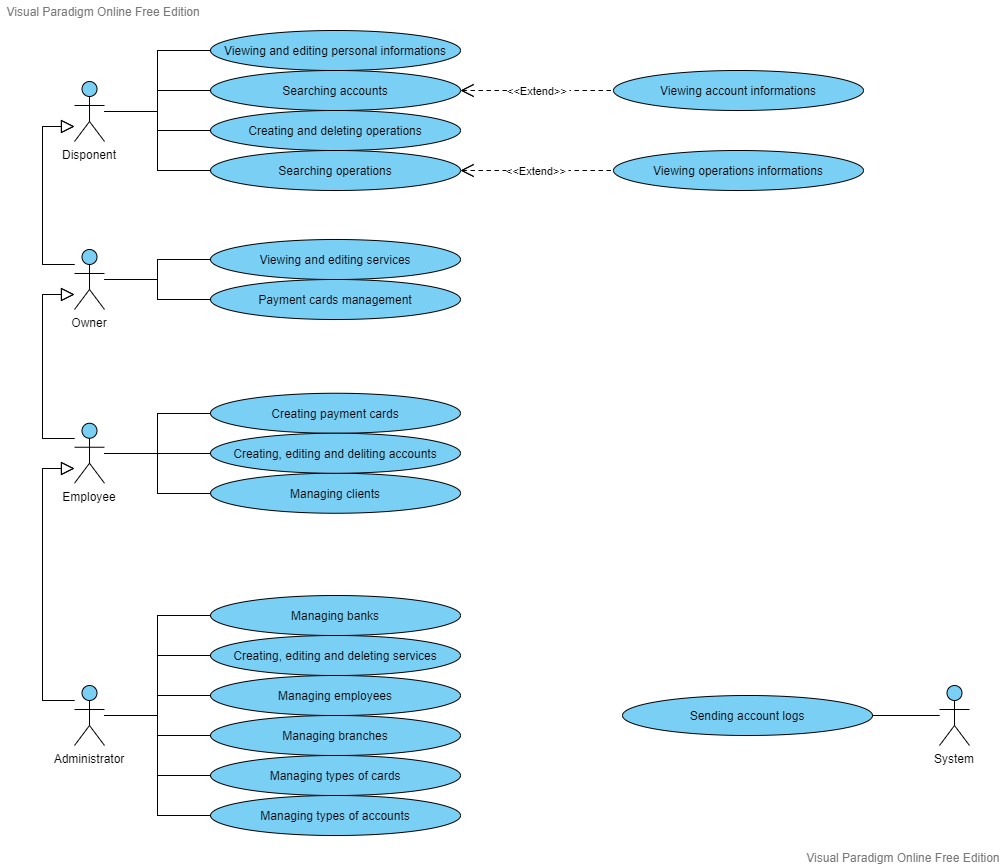 Visual Paradigm Online Free Edition
Viewing and editing personal informations
Searching accounts
<<Extend>>
Viewing account informations
Creating and deleting operations
Disponent
Searching operations
<<Extend>>
Viewing operations informations
Viewing and editing services
Payment cards management
Owner
Creating payment cards
Creating, editing and deliting accounts
Managing clients
Employee
Managing banks
Creating, editing and deleting services
Managing employees
Managing branches
Administrator
Managing types of cards
Managing types of accounts
Sending account logs
System
Visual Paradigm Online Free Edition